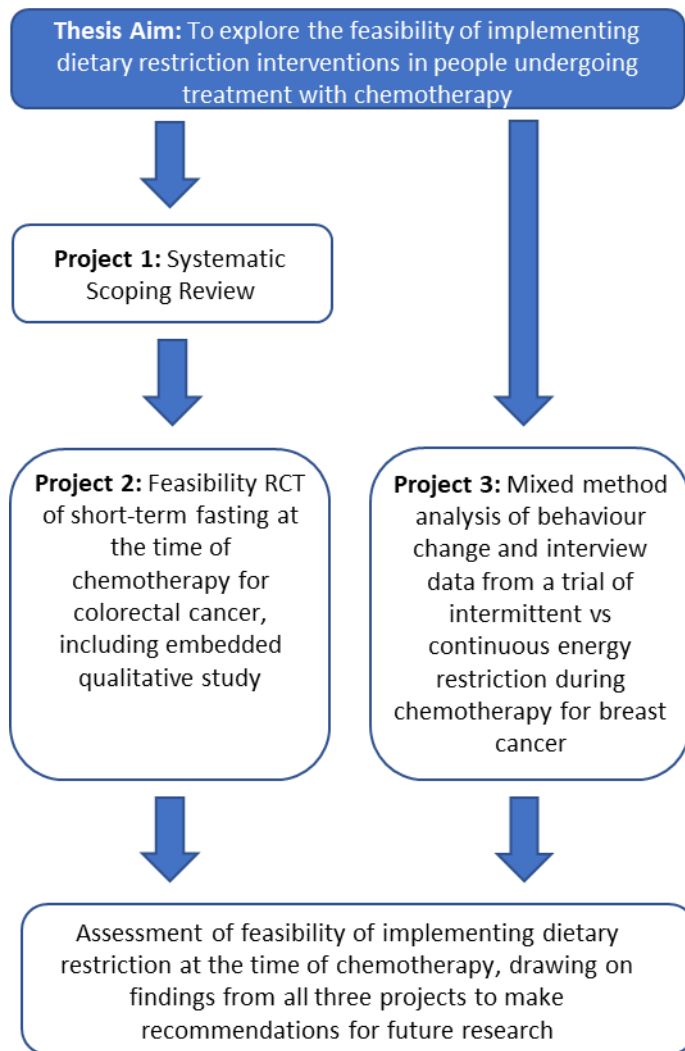 Thesis Aim: To explore the feasibility of implementing
dietary restriction interventions in people undergoing
treatment with chemotherapy
Project 1: Systematic
Scoping Review
Project 2: Feasibility RCT
of short-term fasting at
the time of
chemotherapy for
colorectal cancer,
including embedded
qualitative study
Project 3: Mixed method
analysis of behaviour
change and interview
data from a trial of
intermittent vs
continuous energy
restriction during
chemotherapy for breast
cancer
Assessment of feasibility of implementing dietary
restriction at the time of chemotherapy, drawing on
findings from all three projects to make
recommendations for future research